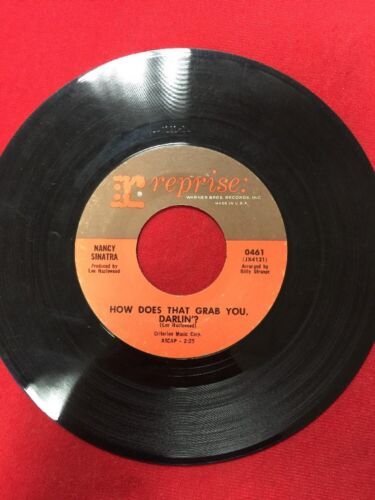 r reprise:
WARNER BROS. RECORDS, INC.
MADE IN U.S.A.
NANCY
SINATRA
Produced by
Lee Hazlewood
0461
(JX4131)
Arranged by
Billy Strange
HOW DOES THAT GRAB YOU,
DARLIN'?
(Lee Hazlewood)
Criterion Music Corp.
ASCAP - 2:25